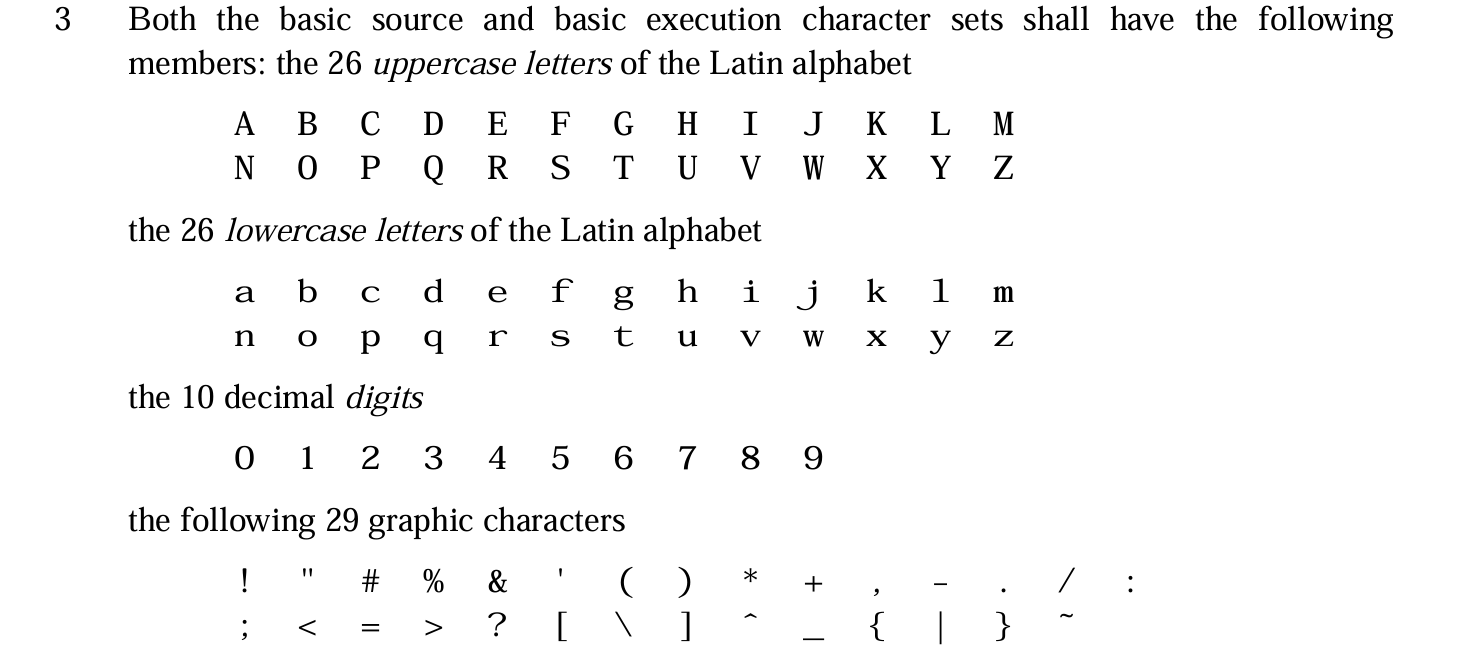 3 Both the basic source and basic execution character sets shall have the following
members: the 26 uppercase letters of the Latin alphabet
A B C D E F G H I J K L M
N O P Q R S T U V W X Y Z
the 26 lowercase letters of the Latin alphabet
a b c d e f g h i j k l m
n o p q r s t u v w x y z
the 10 decimal digits
0 1 2 3 4 5 6 7 8 9
the following 29 graphic characters
! " # % & ' ( ) * + , - . / :
; < = > ? [ \ ] ^ _ { | } ~